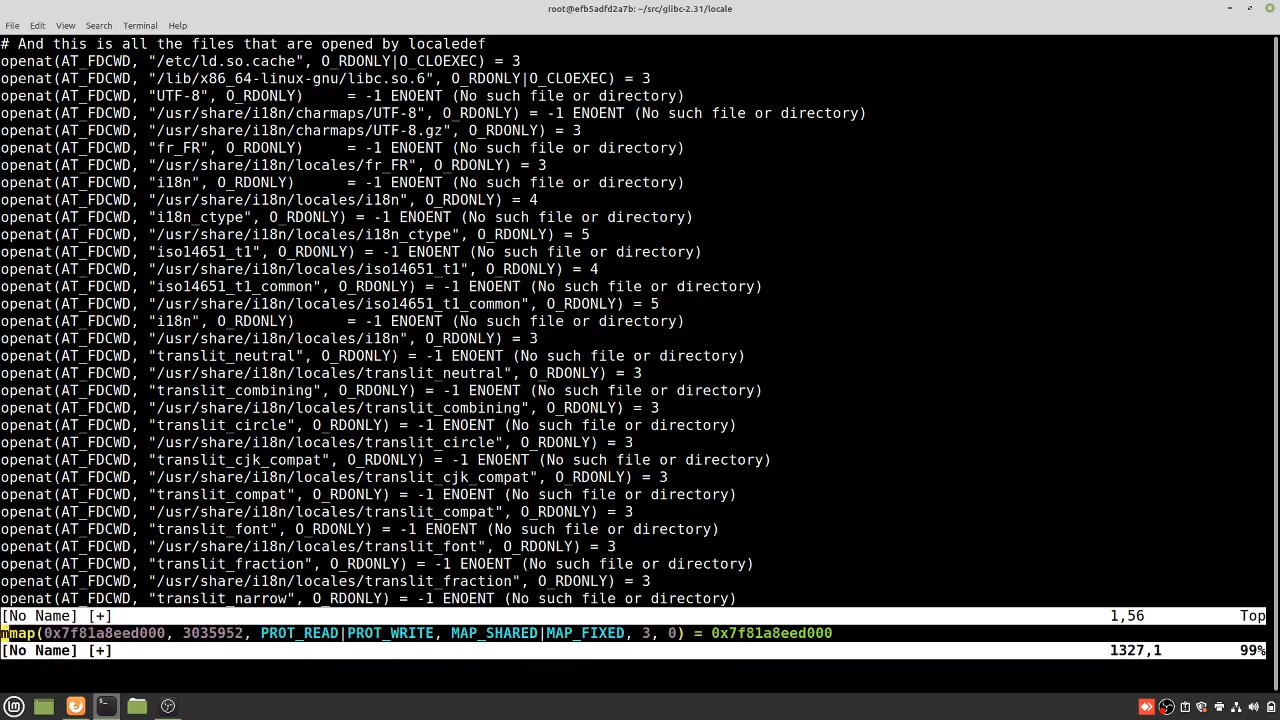 root@efb5adfd2a7b: ~/src/glibc-2.31/locale
File Edit View Search Terminal Help
# And this is all the files that are opened by localedef
openat(AT_FDCWD, "/etc/ld.so.cache", O_RDONLY|O_CLOEXEC) = 3
openat(AT_FDCWD, "/lib/x86_64-linux-gnu/libc.so.6", O_RDONLY|O_CLOEXEC) = 3
openat(AT_FDCWD, "UTF-8", O_RDONLY)     = -1 ENOENT (No such file or directory)
openat(AT_FDCWD, "/usr/share/i18n/charmaps/UTF-8", O_RDONLY) = -1 ENOENT (No such file or directory)
openat(AT_FDCWD, "/usr/share/i18n/charmaps/UTF-8.gz", O_RDONLY) = 3
openat(AT_FDCWD, "fr_FR", O_RDONLY)     = -1 ENOENT (No such file or directory)
openat(AT_FDCWD, "/usr/share/i18n/locales/fr_FR", O_RDONLY) = 3
openat(AT_FDCWD, "i18n", O_RDONLY)      = -1 ENOENT (No such file or directory)
openat(AT_FDCWD, "/usr/share/i18n/locales/i18n", O_RDONLY) = 4
openat(AT_FDCWD, "i18n_ctype", O_RDONLY) = -1 ENOENT (No such file or directory)
openat(AT_FDCWD, "/usr/share/i18n/locales/i18n_ctype", O_RDONLY) = 5
openat(AT_FDCWD, "iso14651_t1", O_RDONLY) = -1 ENOENT (No such file or directory)
openat(AT_FDCWD, "/usr/share/i18n/locales/iso14651_t1", O_RDONLY) = 4
openat(AT_FDCWD, "iso14651_t1_common", O_RDONLY) = -1 ENOENT (No such file or directory)
openat(AT_FDCWD, "/usr/share/i18n/locales/iso14651_t1_common", O_RDONLY) = 5
openat(AT_FDCWD, "i18n", O_RDONLY)      = -1 ENOENT (No such file or directory)
openat(AT_FDCWD, "/usr/share/i18n/locales/i18n", O_RDONLY) = 3
openat(AT_FDCWD, "translit_neutral", O_RDONLY) = -1 ENOENT (No such file or directory)
openat(AT_FDCWD, "/usr/share/i18n/locales/translit_neutral", O_RDONLY) = 3
openat(AT_FDCWD, "translit_combining", O_RDONLY) = -1 ENOENT (No such file or directory)
openat(AT_FDCWD, "/usr/share/i18n/locales/translit_combining", O_RDONLY) = 3
openat(AT_FDCWD, "translit_circle", O_RDONLY) = -1 ENOENT (No such file or directory)
openat(AT_FDCWD, "/usr/share/i18n/locales/translit_circle", O_RDONLY) = 3
openat(AT_FDCWD, "translit_cjk_compat", O_RDONLY) = -1 ENOENT (No such file or directory)
openat(AT_FDCWD, "/usr/share/i18n/locales/translit_cjk_compat", O_RDONLY) = 3
openat(AT_FDCWD, "translit_compat", O_RDONLY) = -1 ENOENT (No such file or directory)
openat(AT_FDCWD, "/usr/share/i18n/locales/translit_compat", O_RDONLY) = 3
openat(AT_FDCWD, "translit_font", O_RDONLY) = -1 ENOENT (No such file or directory)
openat(AT_FDCWD, "/usr/share/i18n/locales/translit_font", O_RDONLY) = 3
openat(AT_FDCWD, "translit_fraction", O_RDONLY) = -1 ENOENT (No such file or directory)
openat(AT_FDCWD, "/usr/share/i18n/locales/translit_fraction", O_RDONLY) = 3
openat(AT_FDCWD, "translit_narrow", O_RDONLY) = -1 ENOENT (No such file or directory)
[No Name] [+] 1,56 Top
mmap(0x7f81a8eed000, 3035952, PROT_READ|PROT_WRITE, MAP_SHARED|MAP_FIXED, 3, 0) = 0x7f81a8eed000
[No Name] [+] 1327,1 99%